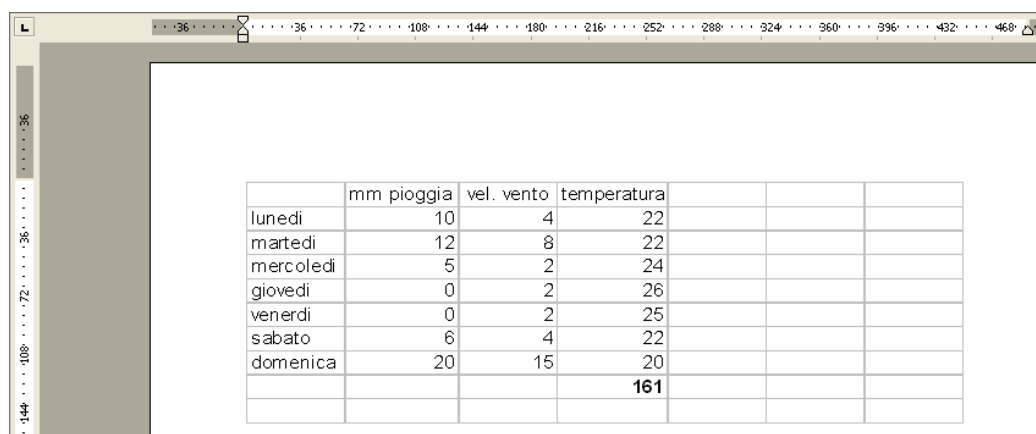 L
36 36 72 108 144 180 216 252 288 324 360 396 432 468
36
36
72
108
144
mm pioggia vel. vento temperatura
lunedi 10 4 22
martedi 12 8 22
mercoledi 5 2 24
giovedi 0 2 26
venerdi 0 2 25
sabato 6 4 22
domenica 20 15 20
161